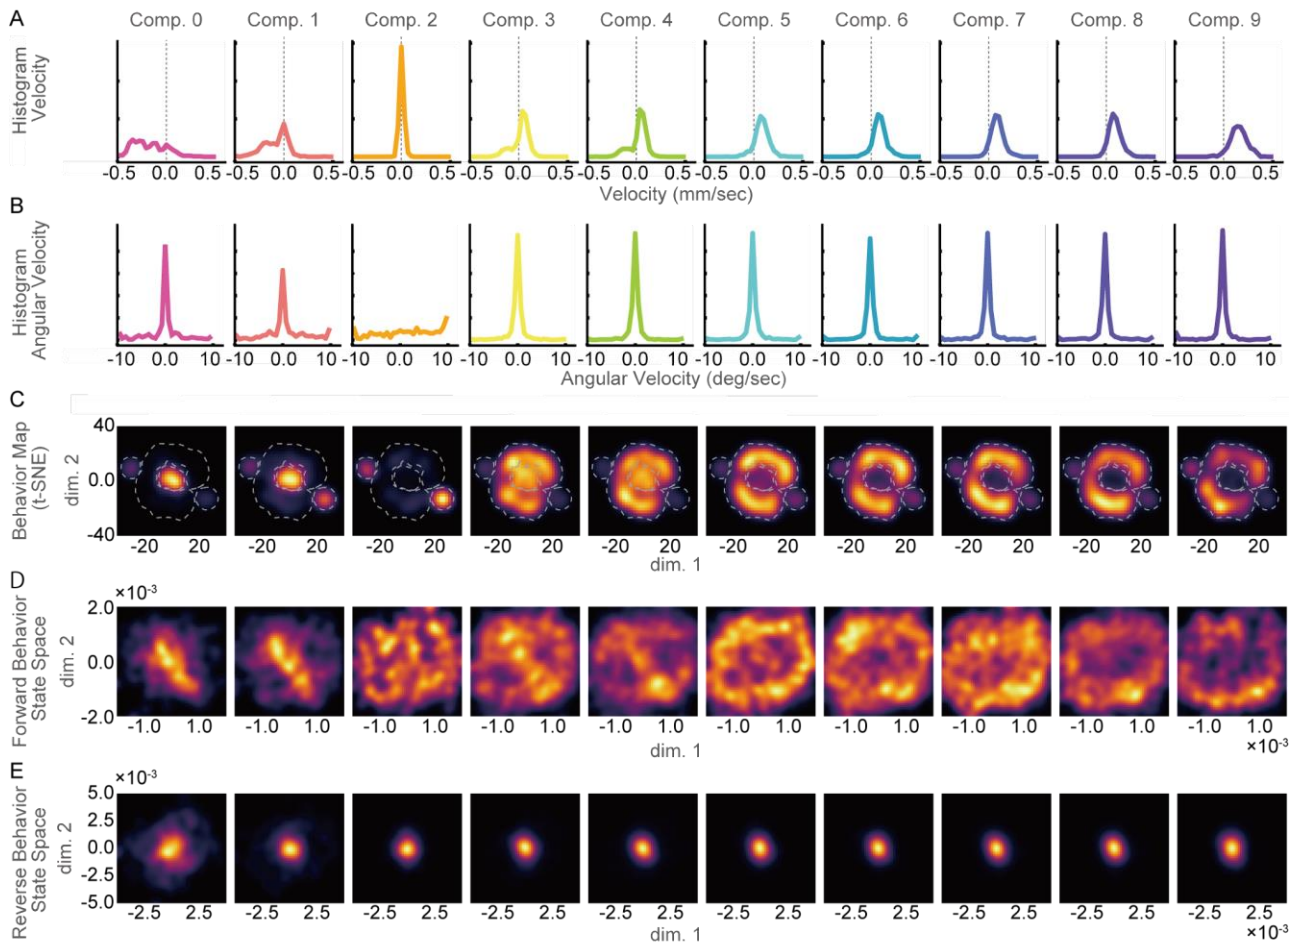 A Comp. 0 Comp. 1 Comp. 2 Comp. 3 Comp. 4 Comp. 5 Comp. 6 Comp. 7 Comp. 8 Comp. 9
Histogram
Velocity
-0.5 0.0 0.5 -0.5 0.0 0.5 -0.5 0.0 0.5 -0.5 0.0 0.5 -0.5 0.0 0.5 -0.5 0.0 0.5 -0.5 0.0 0.5 -0.5 0.0 0.5 -0.5 0.0 0.5 -0.5 0.0 0.5
Velocity (mm/sec)
B
Histogram
Angular Velocity
-10 0.0 10 -10 0.0 10 -10 0.0 10 -10 0.0 10 -10 0.0 10 -10 0.0 10 -10 0.0 10 -10 0.0 10 -10 0.0 10 -10 0.0 10
Angular Velocity (deg/sec)
C
Behavior Map
(t-SNE)
dim. 2
40
0.0
-40
-20 20 -20 20 -20 20 -20 20 -20 20 -20 20 -20 20 -20 20 -20 20 -20 20
dim. 1
D
×10⁻³
Forward Behavior
State Space
dim. 2
2.0
0.0
-2.0
-1.0 1.0 -1.0 1.0 -1.0 1.0 -1.0 1.0 -1.0 1.0 -1.0 1.0 -1.0 1.0 -1.0 1.0 -1.0 1.0 -1.0 1.0
dim. 1
×10⁻³
E
×10⁻³
Reverse Behavior
State Space
dim. 2
5.0
2.5
0.0
-2.5
-5.0
-2.5 2.5 -2.5 2.5 -2.5 2.5 -2.5 2.5 -2.5 2.5 -2.5 2.5 -2.5 2.5 -2.5 2.5 -2.5 2.5 -2.5 2.5
dim. 1
×10⁻³